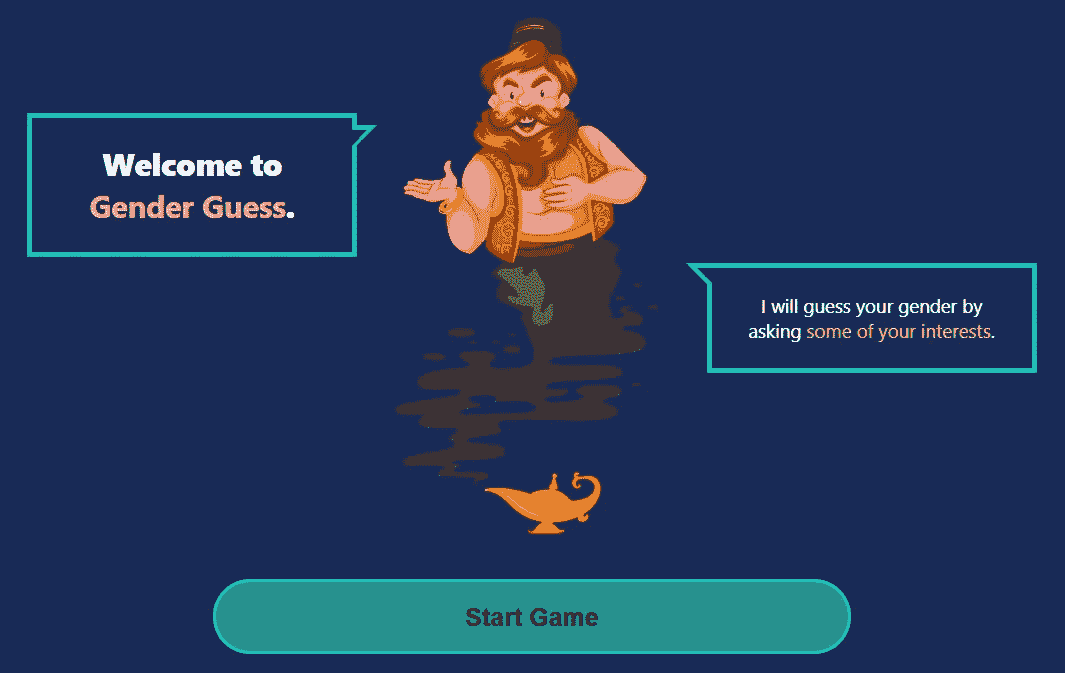 Welcome to
Gender Guess.
I will guess your gender by
asking some of your interests.
Start Game